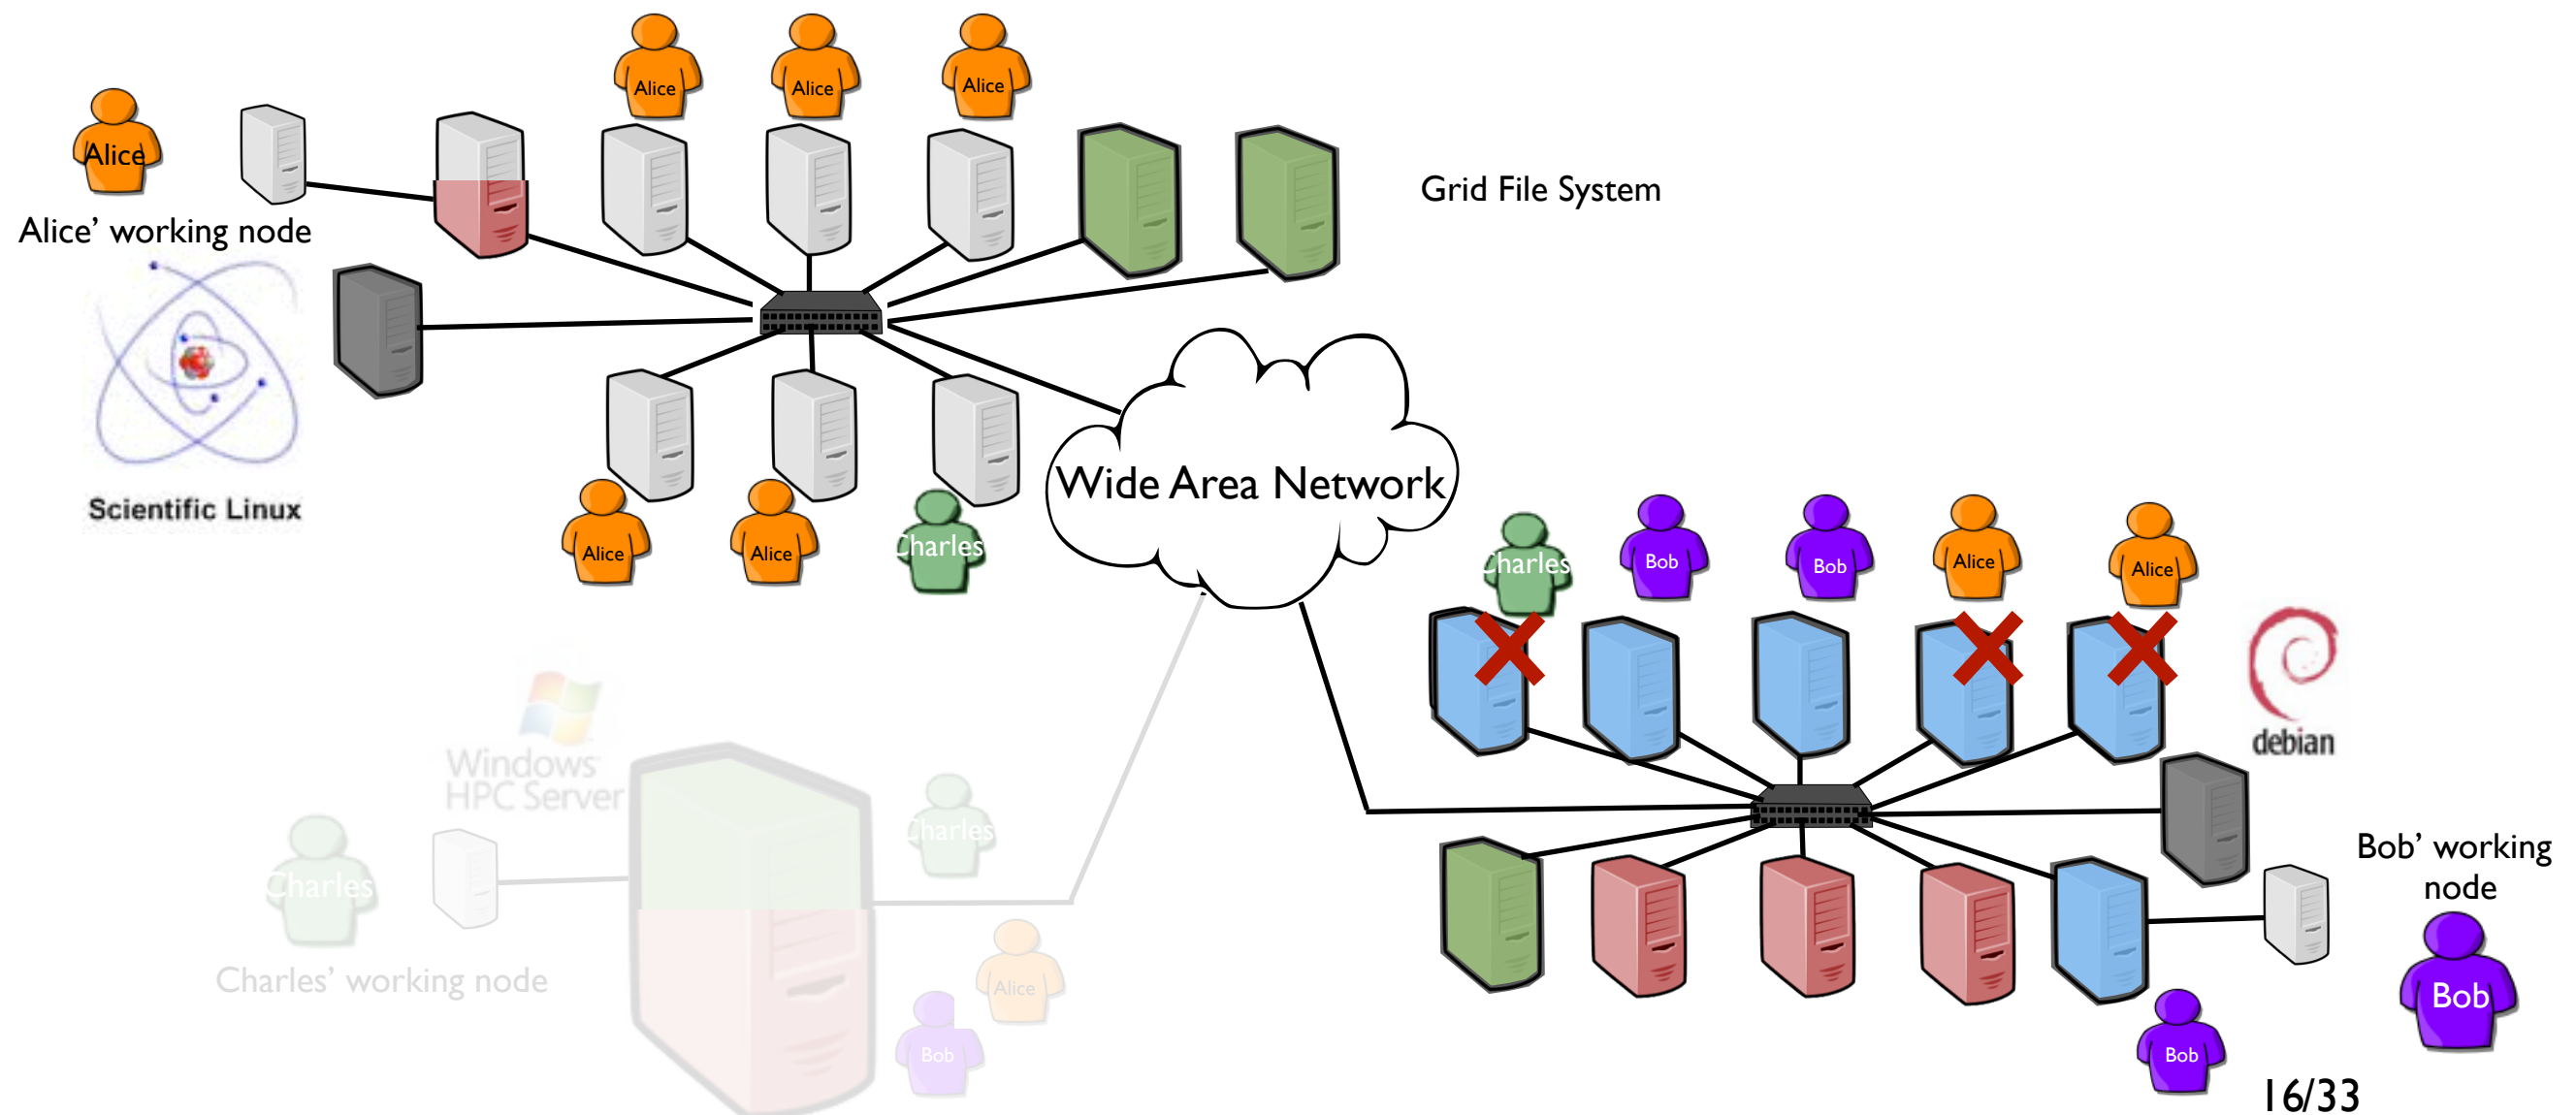 Alice
Alice
Alice
Alice
Alice' working node
Grid File System
Scientific Linux
Alice
Alice
Charles
Wide Area Network
Charles
Bob
Bob
Alice
Alice
debian
Windows
HPC Server
Charles
Charles
Charles' working node
Alice
Bob
Bob' working
node
Bob
Bob
16/33